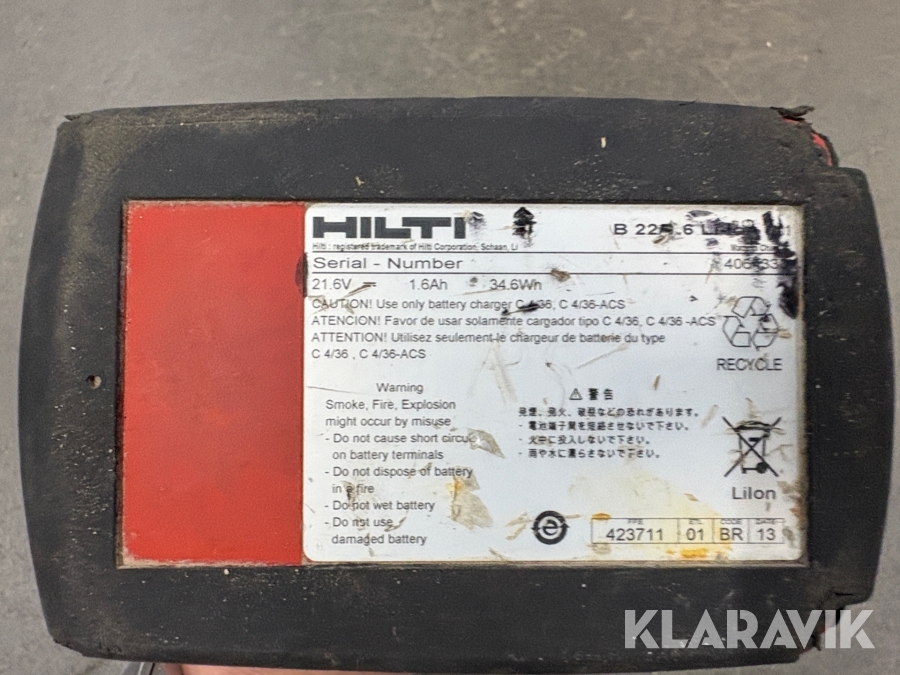 HILTI
Hilti : registered trademark of Hilti Corporation, Schaan, LI
Serial - Number
21.6V ⎓ 1.6Ah 34.6Wh
CAUTION! Use only battery charger C 4/36, C 4/36-ACS
ATENCION! Favor de usar solamente cargador tipo C 4/36, C 4/36 -ACS
ATTENTION! Utilisez seulement le chargeur de batterie du type
C 4/36 , C 4/36-ACS
RECYCLE
Warning
Smoke, Fire, Explosion
might occur by misuse
- Do not cause short
on battery terminals
- Do not dispose of battery
in a fire
- Do not wet battery
- Do not use
damaged battery
⚠ 警告
発煙、発火、破裂などの恐れがあります。
- 電池端子間を短絡させないで下さい。
- 火中に投入しないで下さい。
- 雨や水に濡らさないで下さい。
LiIon
PPE ETL CODE DATE
423711 01 BR 13
KLARAVIK